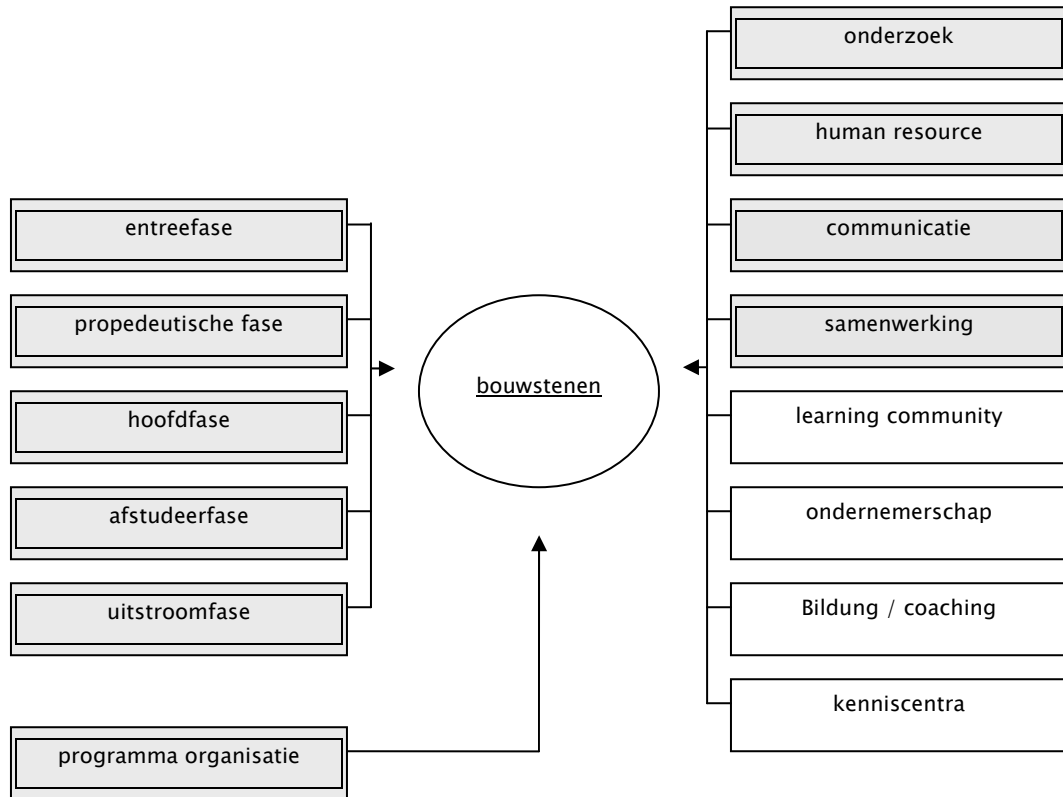 entreefase
propedeutische fase
hoofdfase
afstudeerfase
uitstroomfase
programma organisatie
bouwstenen
onderzoek
human resource
communicatie
samenwerking
learning community
ondernemerschap
Bildung / coaching
kenniscentra